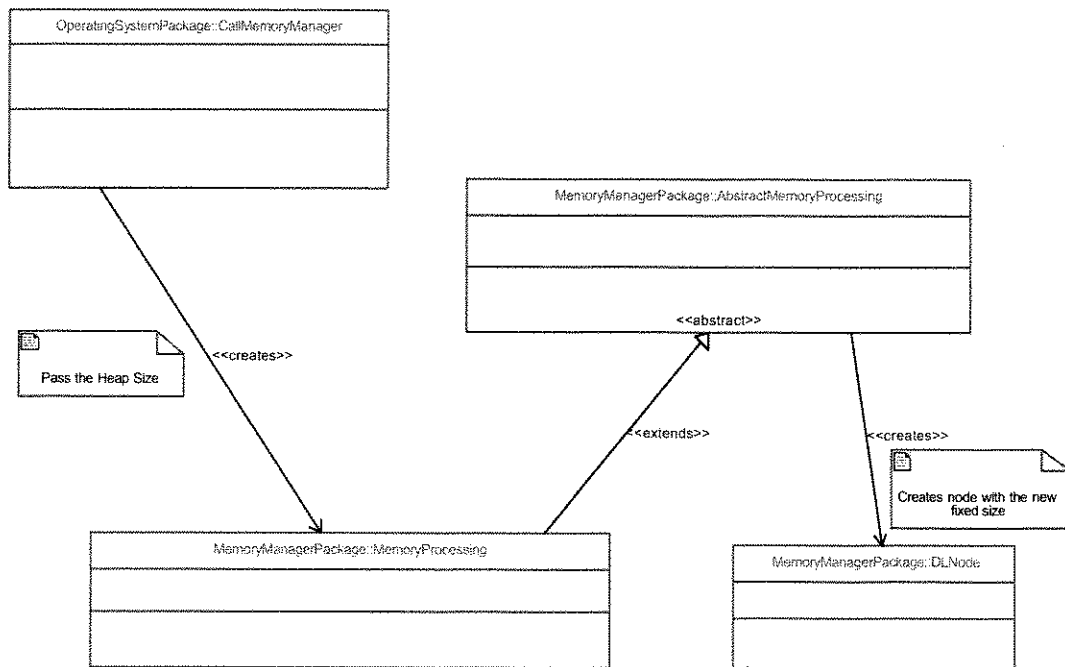 OperatingSystemPackage::CallMemoryManager
MemoryManagerPackage::AbstractMemoryProcessing
<<abstract>>
Pass the Heap Size
<<creates>>
<<extends>>
<<creates>>
Creates node with the new
fixed size
MemoryManagerPackage::MemoryProcessing
MemoryManagerPackage::DLNode